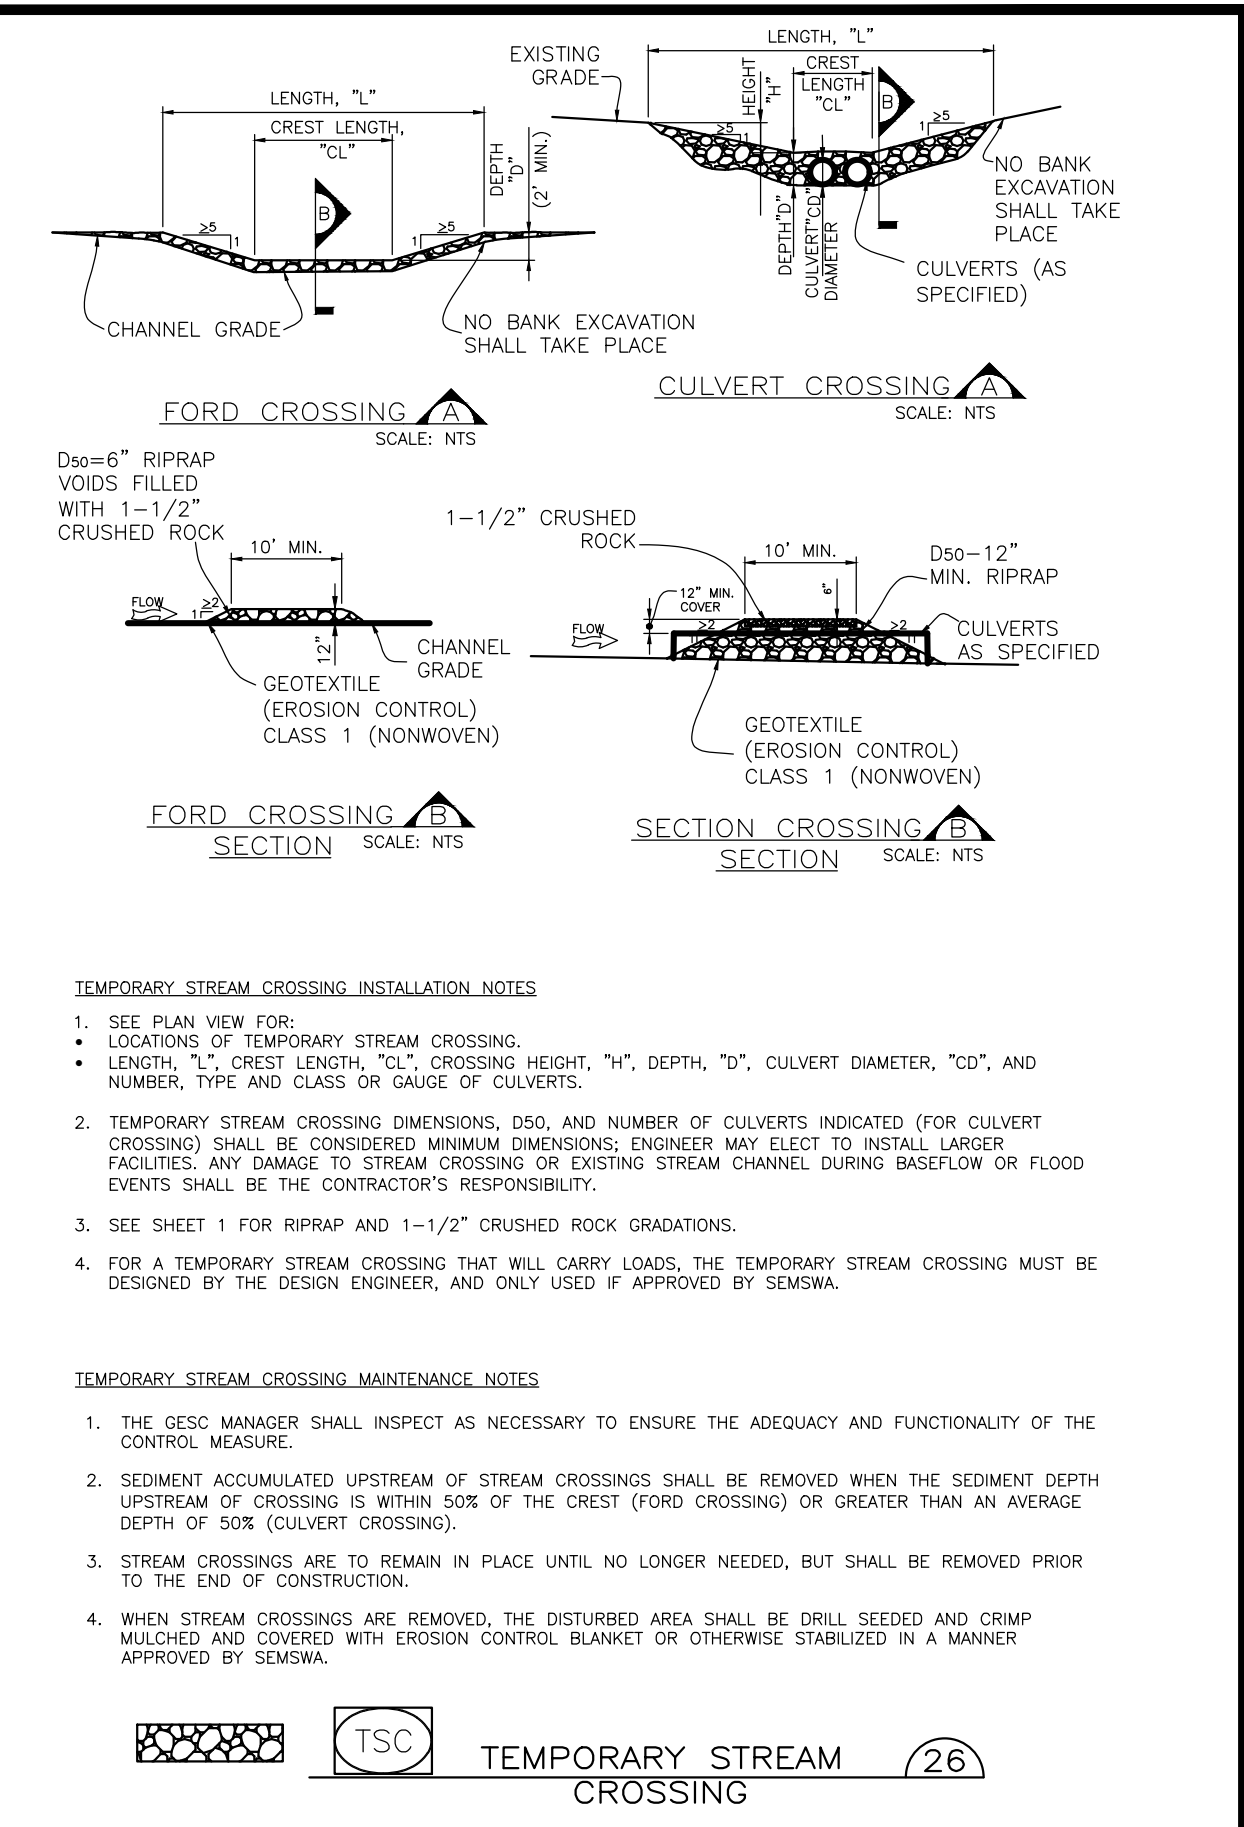 LENGTH, "L"
CREST LENGTH,
"CL"
DEPTH
"D"
(2' MIN.)
B
≥5
1
≥5
1
CHANNEL GRADE
NO BANK EXCAVATION
SHALL TAKE PLACE
FORD CROSSING A
SCALE: NTS
EXISTING
GRADE
LENGTH, "L"
HEIGHT
"H"
CREST
LENGTH
"CL"
B
≥5
1
≥5
1
NO BANK
EXCAVATION
SHALL TAKE
PLACE
DEPTH"D"
CULVERT"CD"
DIAMETER
CULVERTS (AS
SPECIFIED)
CULVERT CROSSING A
SCALE: NTS
D50=6" RIPRAP
VOIDS FILLED
WITH 1-1/2"
CRUSHED ROCK
10' MIN.
FLOW
≥2
1
12"
CHANNEL
GRADE
GEOTEXTILE
(EROSION CONTROL)
CLASS 1 (NONWOVEN)
FORD CROSSING B
SECTION
SCALE: NTS
1-1/2" CRUSHED
ROCK
10' MIN.
D50-12"
MIN. RIPRAP
12" MIN.
COVER
6"
FLOW
≥2
≥2
CULVERTS
AS SPECIFIED
GEOTEXTILE
(EROSION CONTROL)
CLASS 1 (NONWOVEN)
SECTION CROSSING B
SECTION
SCALE: NTS
TEMPORARY STREAM CROSSING INSTALLATION NOTES
1. SEE PLAN VIEW FOR:
• LOCATIONS OF TEMPORARY STREAM CROSSING.
• LENGTH, "L", CREST LENGTH, "CL", CROSSING HEIGHT, "H", DEPTH, "D", CULVERT DIAMETER, "CD", AND
NUMBER, TYPE AND CLASS OR GAUGE OF CULVERTS.
2. TEMPORARY STREAM CROSSING DIMENSIONS, D50, AND NUMBER OF CULVERTS INDICATED (FOR CULVERT
CROSSING) SHALL BE CONSIDERED MINIMUM DIMENSIONS; ENGINEER MAY ELECT TO INSTALL LARGER
FACILITIES. ANY DAMAGE TO STREAM CROSSING OR EXISTING STREAM CHANNEL DURING BASEFLOW OR FLOOD
EVENTS SHALL BE THE CONTRACTOR'S RESPONSIBILITY.
3. SEE SHEET 1 FOR RIPRAP AND 1-1/2" CRUSHED ROCK GRADATIONS.
4. FOR A TEMPORARY STREAM CROSSING THAT WILL CARRY LOADS, THE TEMPORARY STREAM CROSSING MUST BE
DESIGNED BY THE DESIGN ENGINEER, AND ONLY USED IF APPROVED BY SEMSWA.
TEMPORARY STREAM CROSSING MAINTENANCE NOTES
1. THE GESC MANAGER SHALL INSPECT AS NECESSARY TO ENSURE THE ADEQUACY AND FUNCTIONALITY OF THE
CONTROL MEASURE.
2. SEDIMENT ACCUMULATED UPSTREAM OF STREAM CROSSINGS SHALL BE REMOVED WHEN THE SEDIMENT DEPTH
UPSTREAM OF CROSSING IS WITHIN 50% OF THE CREST (FORD CROSSING) OR GREATER THAN AN AVERAGE
DEPTH OF 50% (CULVERT CROSSING).
3. STREAM CROSSINGS ARE TO REMAIN IN PLACE UNTIL NO LONGER NEEDED, BUT SHALL BE REMOVED PRIOR
TO THE END OF CONSTRUCTION.
4. WHEN STREAM CROSSINGS ARE REMOVED, THE DISTURBED AREA SHALL BE DRILL SEEDED AND CRIMP
MULCHED AND COVERED WITH EROSION CONTROL BLANKET OR OTHERWISE STABILIZED IN A MANNER
APPROVED BY SEMSWA.
TSC
TEMPORARY STREAM
CROSSING
26